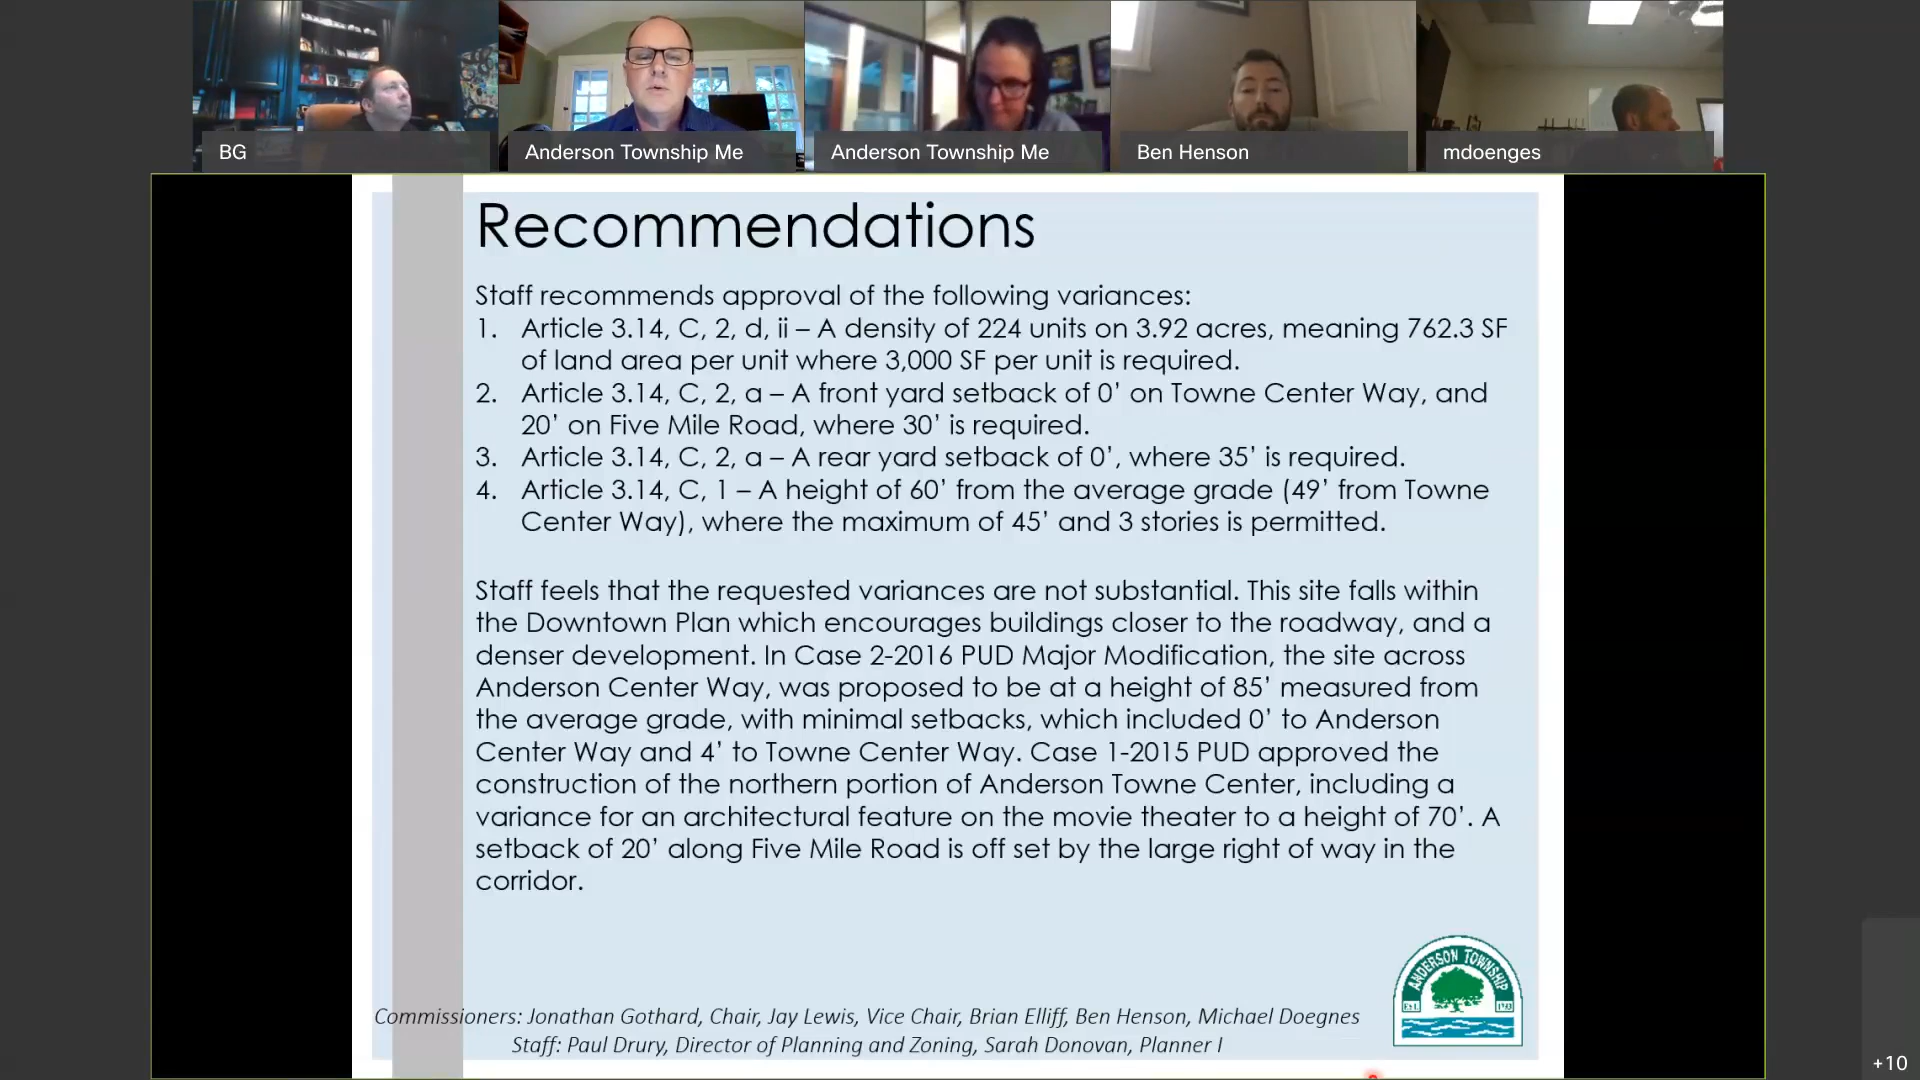 BG
Anderson Township Me
Anderson Township Me
Ben Henson
mdoenges
Recommendations
Staff recommends approval of the following variances:
1. Article 3.14, C, 2, d, ii – A density of 224 units on 3.92 acres, meaning 762.3 SF
of land area per unit where 3,000 SF per unit is required.
2. Article 3.14, C, 2, a – A front yard setback of 0’ on Towne Center Way, and
20’ on Five Mile Road, where 30’ is required.
3. Article 3.14, C, 2, a – A rear yard setback of 0’, where 35’ is required.
4. Article 3.14, C, 1 – A height of 60’ from the average grade (49’ from Towne
Center Way), where the maximum of 45’ and 3 stories is permitted.
Staff feels that the requested variances are not substantial. This site falls within
the Downtown Plan which encourages buildings closer to the roadway, and a
denser development. In Case 2-2016 PUD Major Modification, the site across
Anderson Center Way, was proposed to be at a height of 85’ measured from
the average grade, with minimal setbacks, which included 0’ to Anderson
Center Way and 4’ to Towne Center Way. Case 1-2015 PUD approved the
construction of the northern portion of Anderson Towne Center, including a
variance for an architectural feature on the movie theater to a height of 70’. A
setback of 20’ along Five Mile Road is off set by the large right of way in the
corridor.
ANDERSON TOWNSHIP
Est. 1793
Commissioners: Jonathan Gothard, Chair, Jay Lewis, Vice Chair, Brian Elliff, Ben Henson, Michael Doegnes
Staff: Paul Drury, Director of Planning and Zoning, Sarah Donovan, Planner I
+10